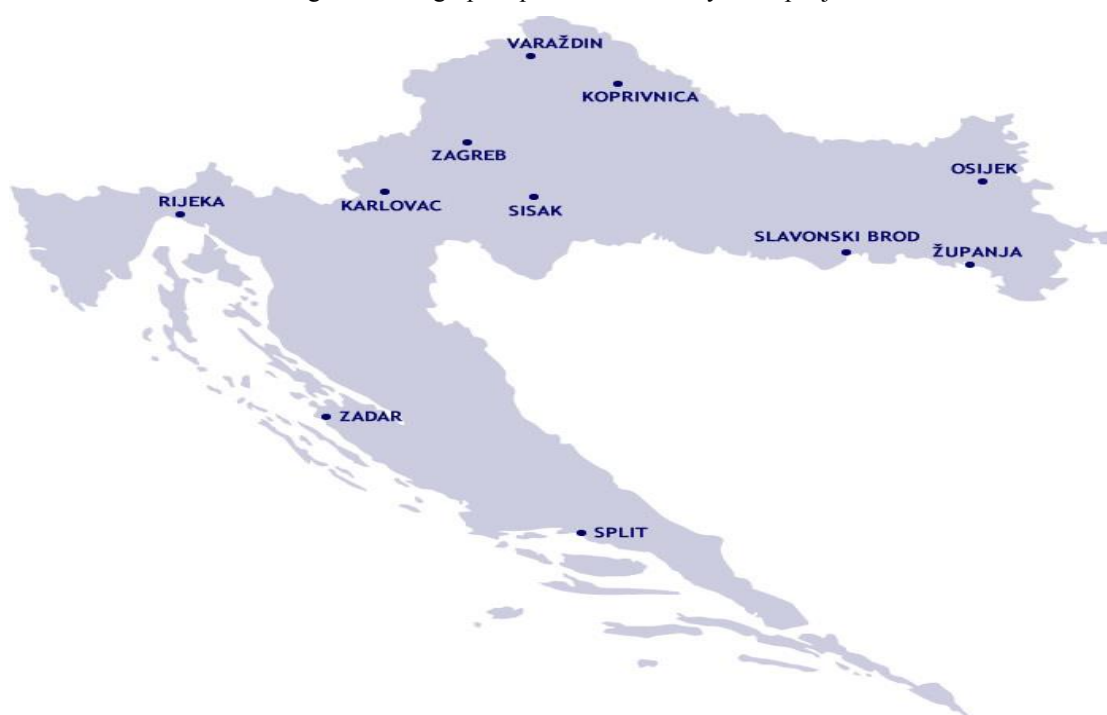 VARAŽDIN
KOPRIVNICA
ZAGREB
OSIJEK
RIJEKA
KARLOVAC
SISAK
SLAVONSKI BROD
ŽUPANJA
ZADAR
SPLIT